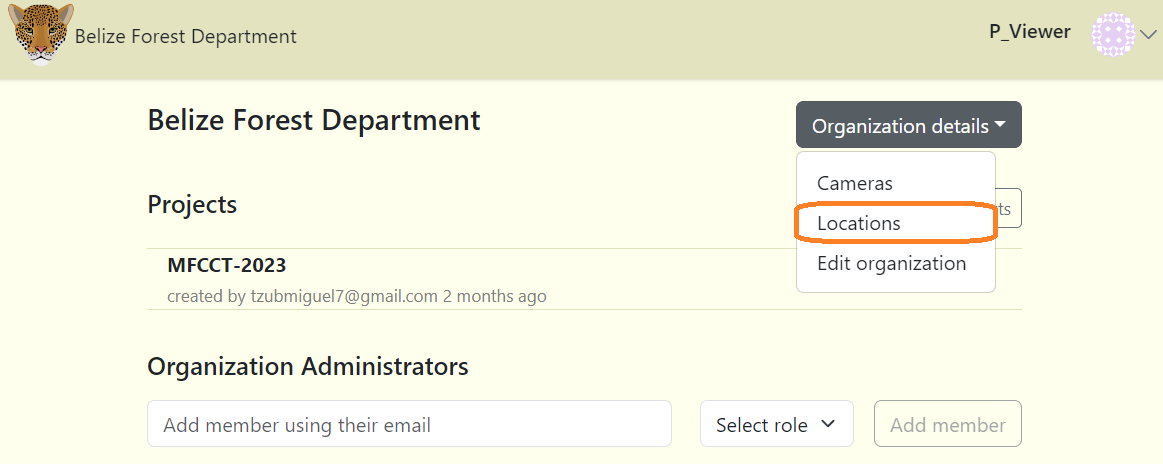 Belize Forest Department
P_Viewer
Belize Forest Department
Organization details
Cameras
Projects
ts
Locations
MFCCT-2023
Edit organization
created by tzubmiguel7@gmail.com 2 months ago
Organization Administrators
Add member using their email
Select role
Add member